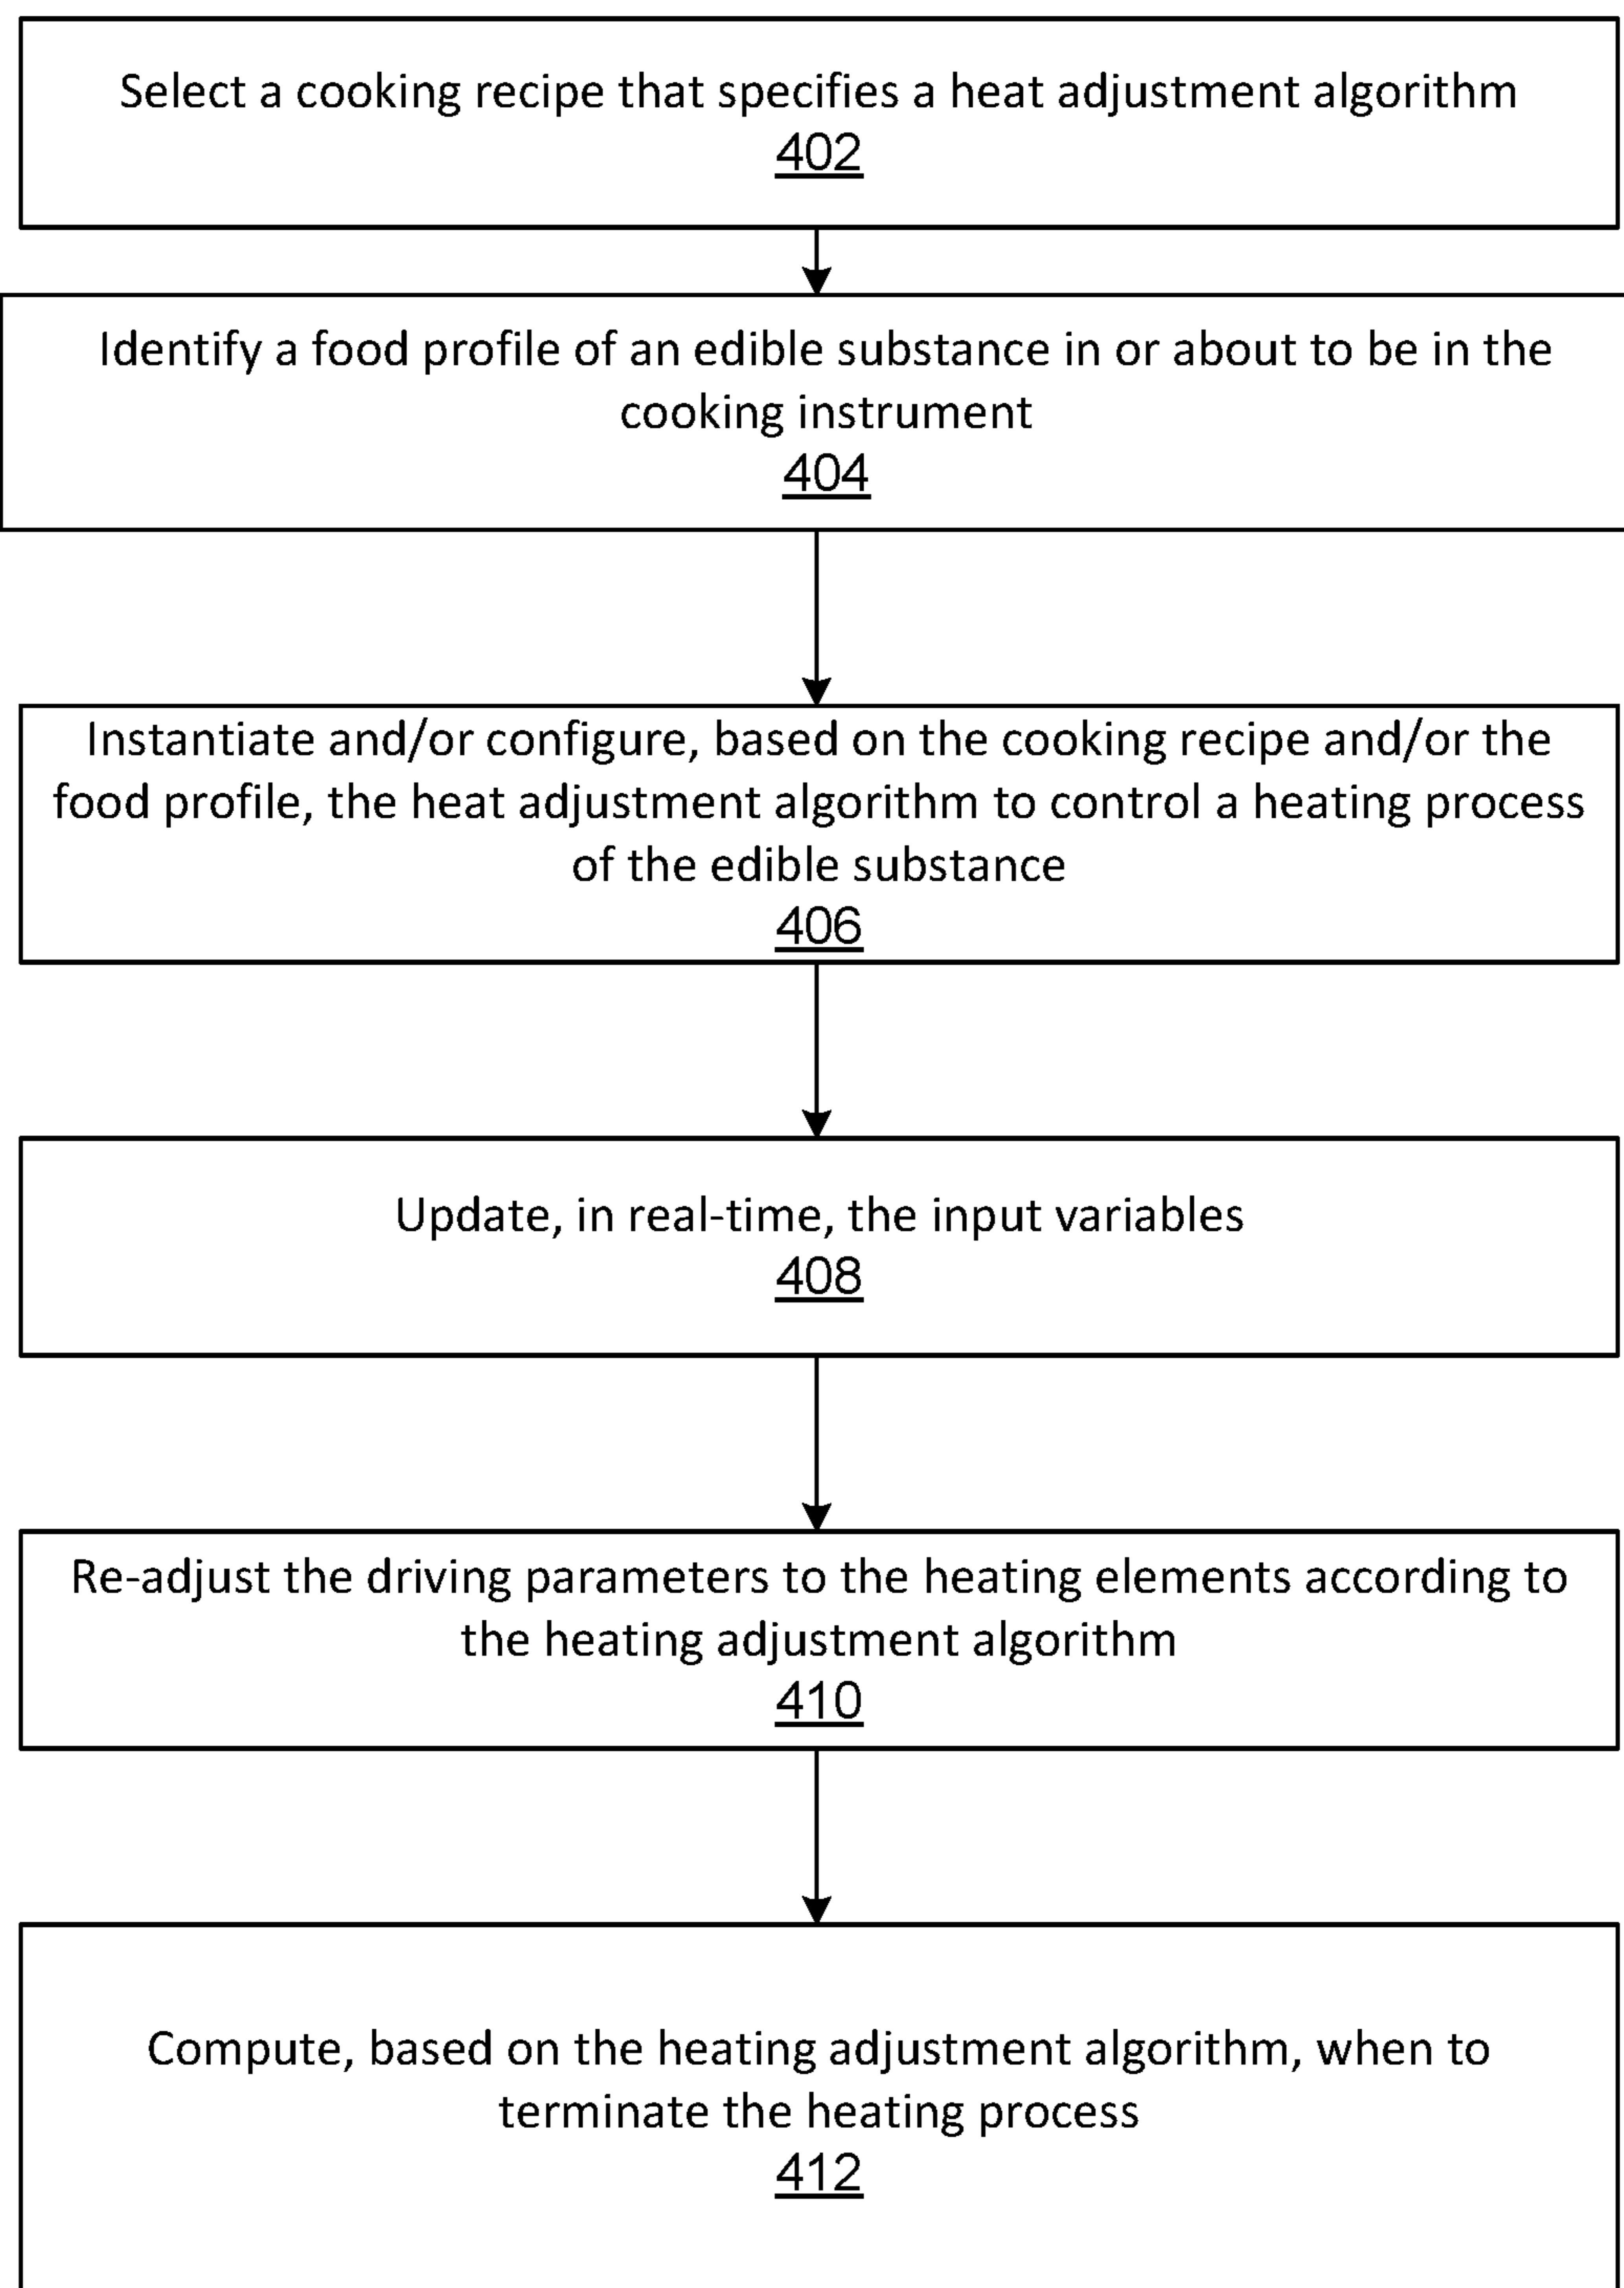 Select a cooking recipe that specifies a heat adjustment algorithm
402
Identify a food profile of an edible substance in or about to be in the
cooking instrument
404
Instantiate and/or configure, based on the cooking recipe and/or the
food profile, the heat adjustment algorithm to control a heating process
of the edible substance
406
Update, in real-time, the input variables
408
Re-adjust the driving parameters to the heating elements according to
the heating adjustment algorithm
410
Compute, based on the heating adjustment algorithm, when to
terminate the heating process
412